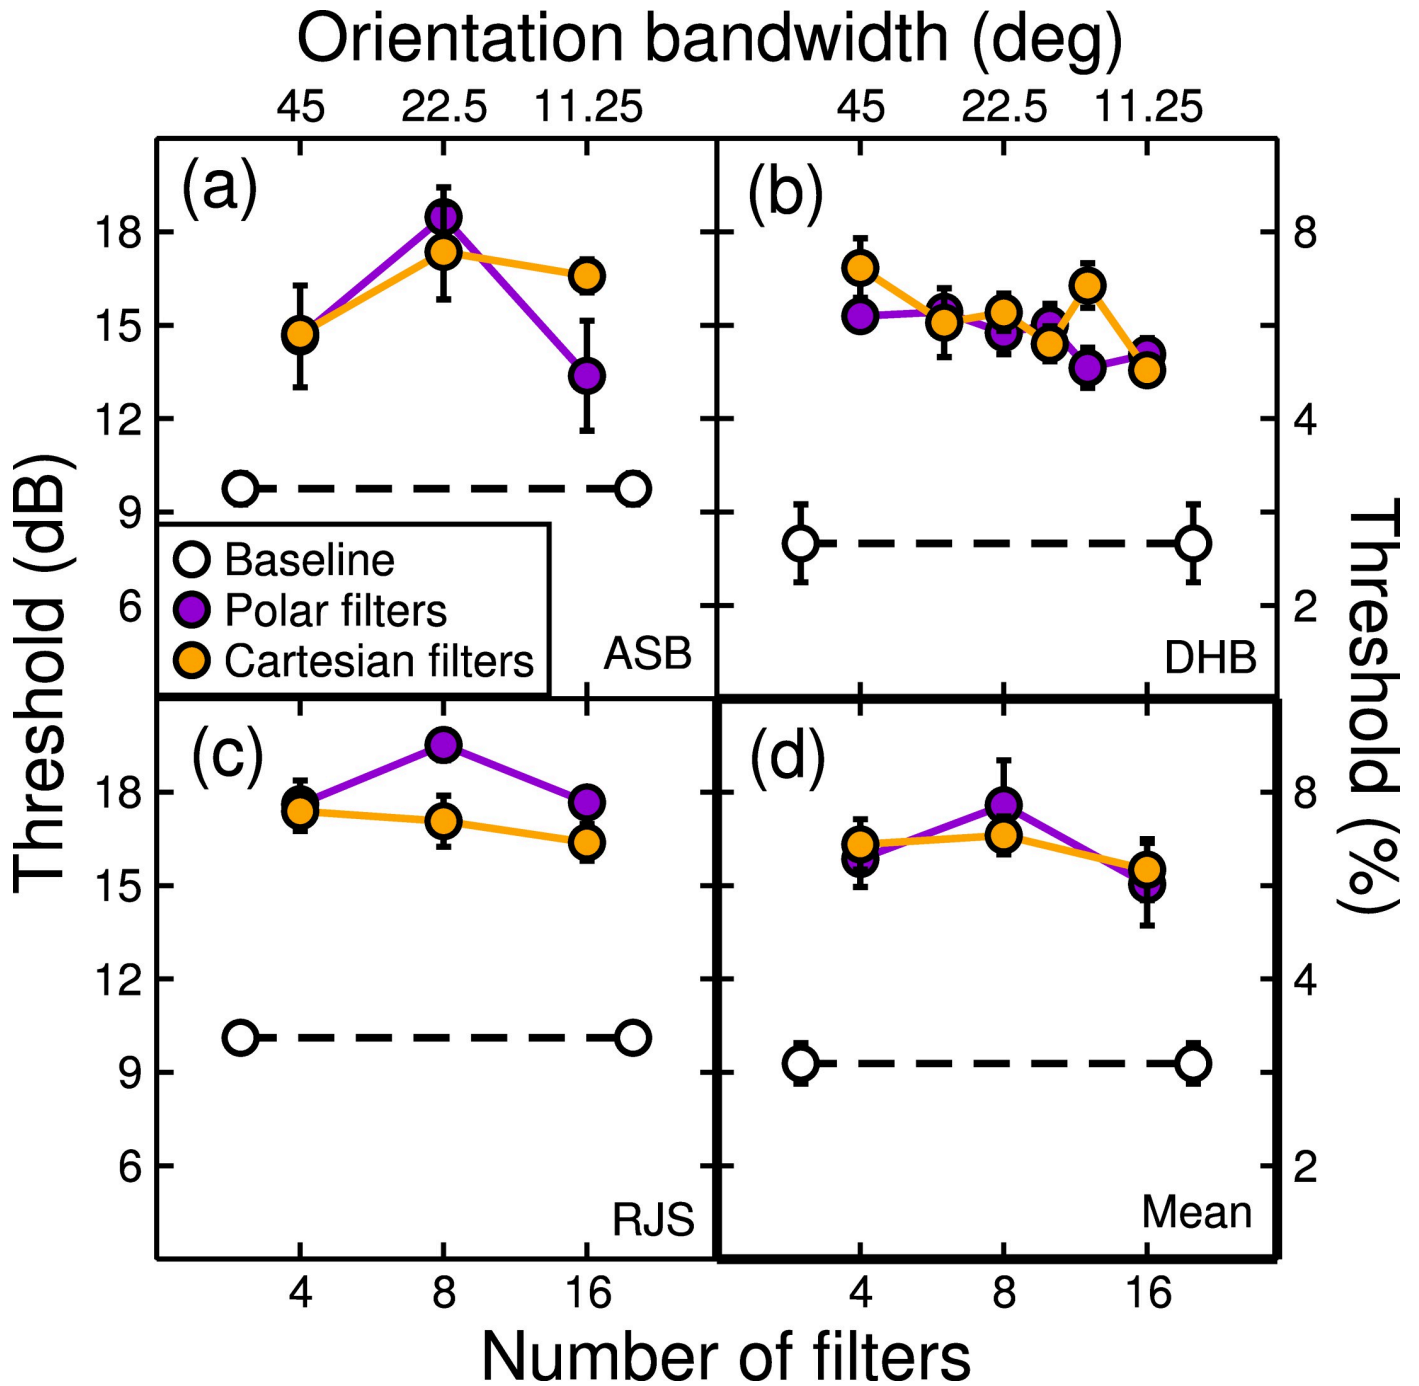 Orientation bandwidth (deg)
45 22.5 11.25 45 22.5 11.25
(a) (b)
18 8
15
12 4
9
Baseline
Polar filters
6 2
Cartesian filters
ASB DHB
(c) (d)
18 8
15
12 4
9
6 2
RJS Mean
4 8 16 4 8 16
Number of filters
Threshold (dB)
Threshold (%)